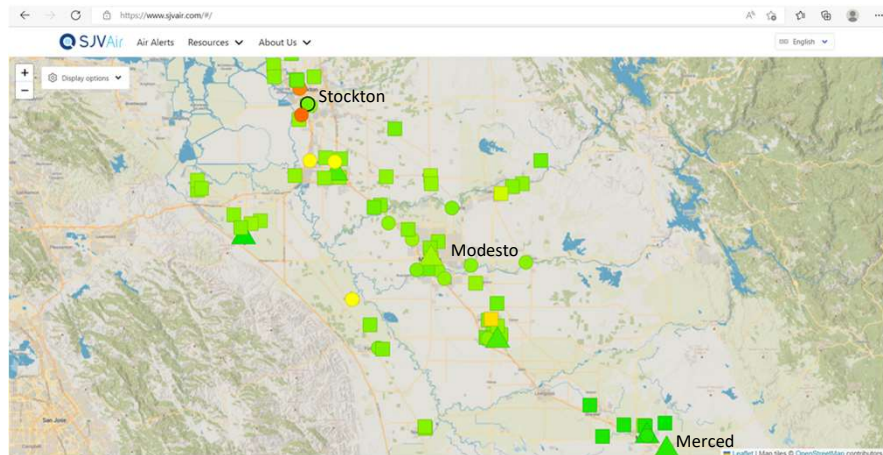 https://www.sjvair.com/#/
SJVAir Air Alerts Resources About Us English
+ Display options
−
Stockton
Modesto
San Jose
Merced
Leaflet | Map tiles © OpenStreetMap contributors